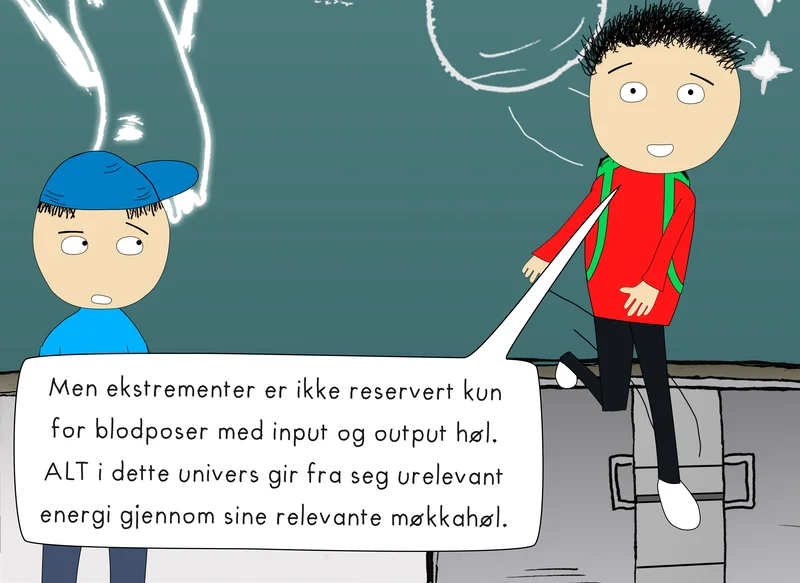 Men ekstrementer er ikke reservert kun
for blodposer med input og output høl.
ALT i dette univers gir fra seg urelevant
energi gjennom sine relevante møkkahøl.